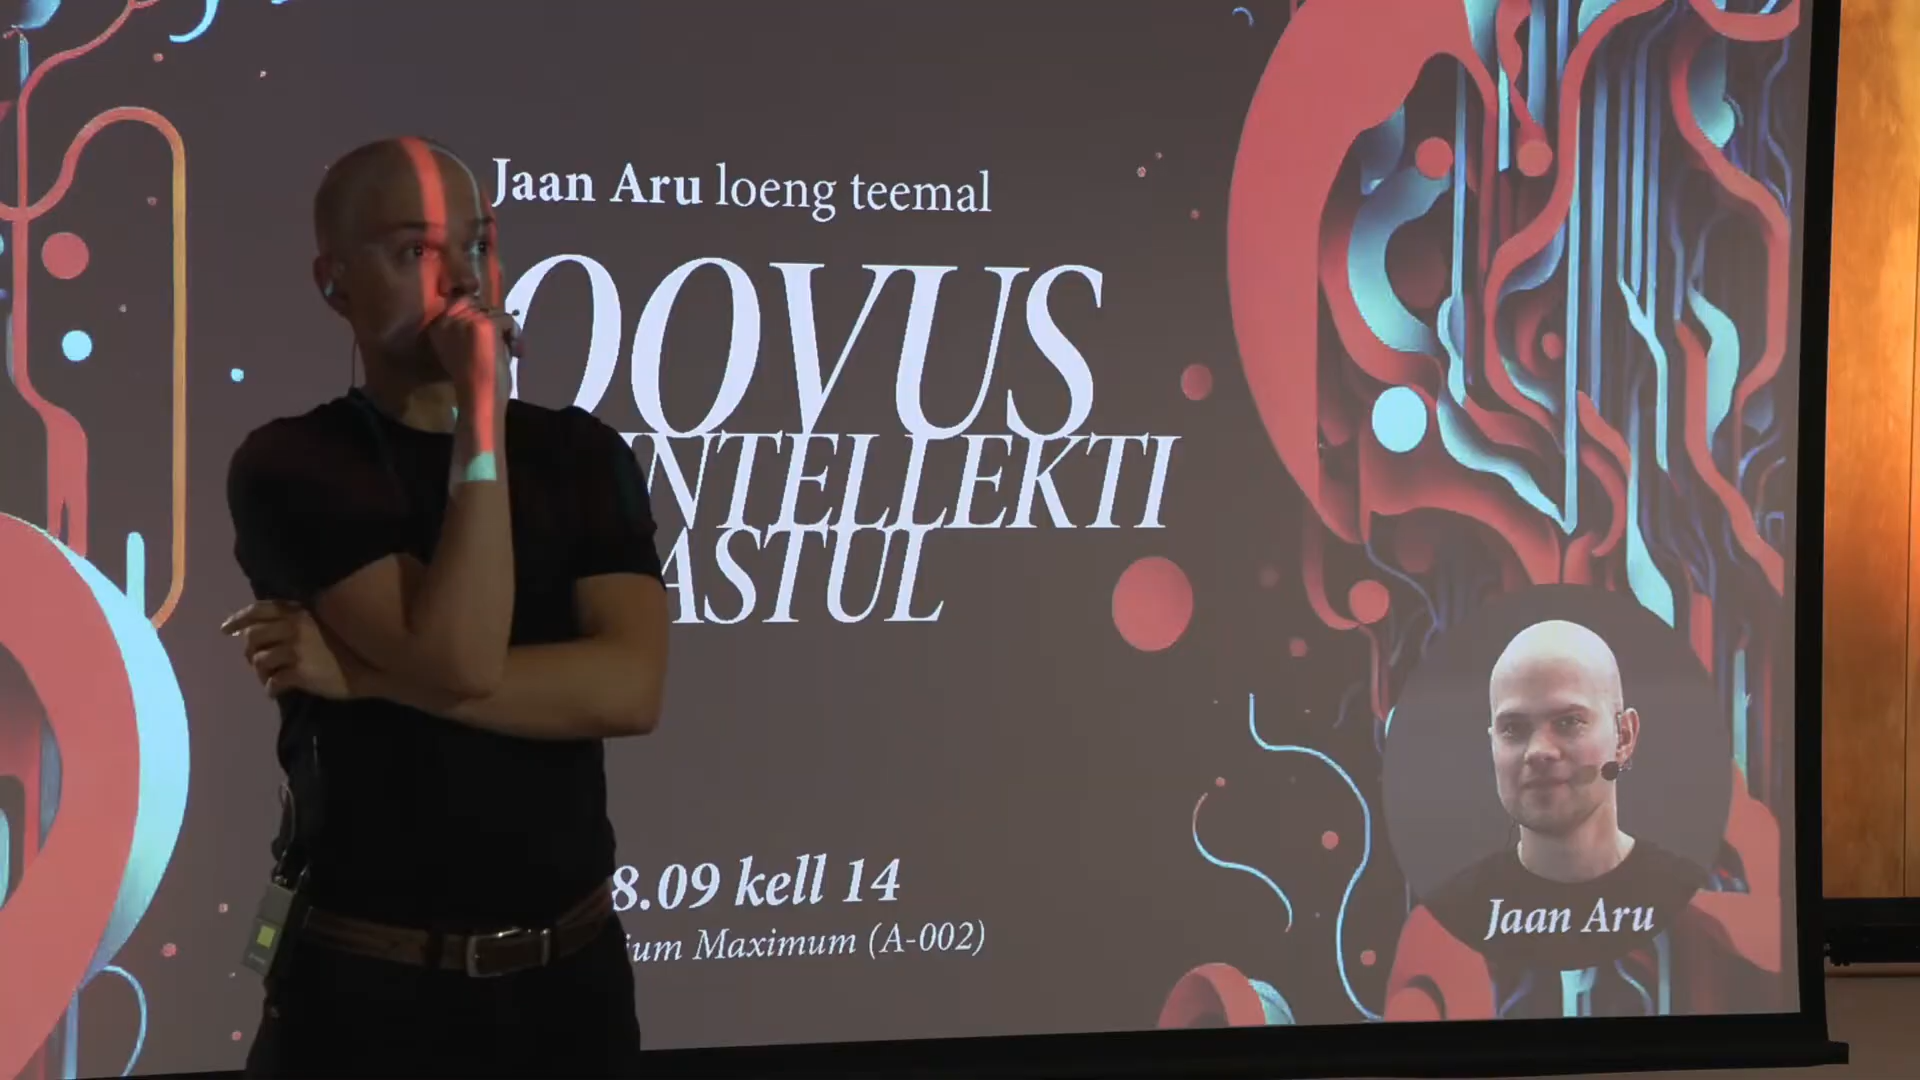 Jaan Aru loeng teemal
OOVUS
INTELLEKTI
ASTUL
8.09 kell 14
ium Maximum (A-002)
Jaan Aru